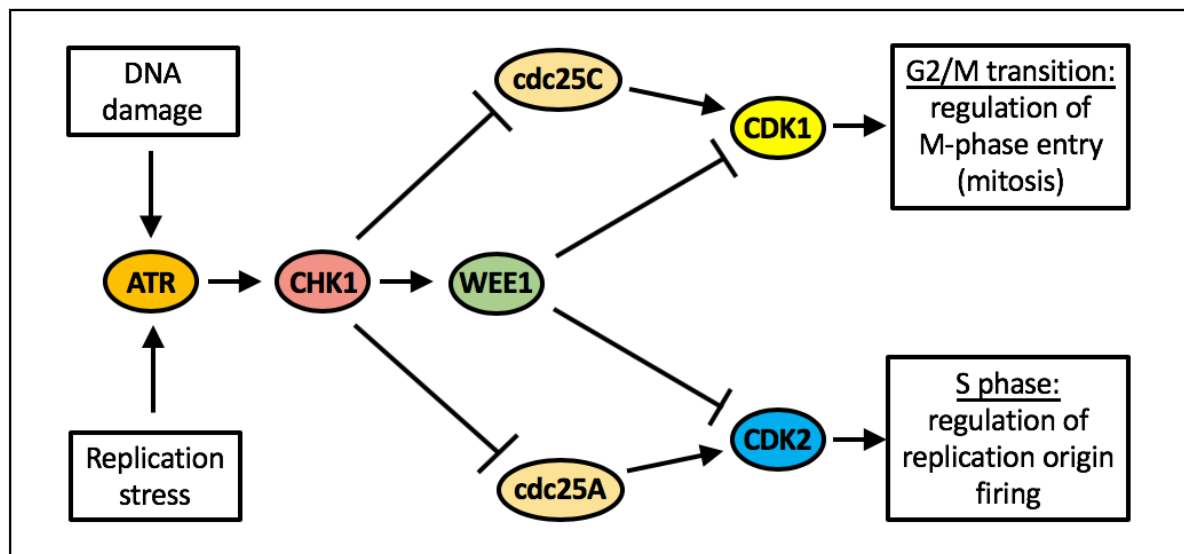 DNA
damage
ATR
Replication
stress
CHK1
WEE1
cdc25C
cdc25A
CDK1
CDK2
G2/M transition:
regulation of
M-phase entry
(mitosis)
S phase:
regulation of
replication origin
firing